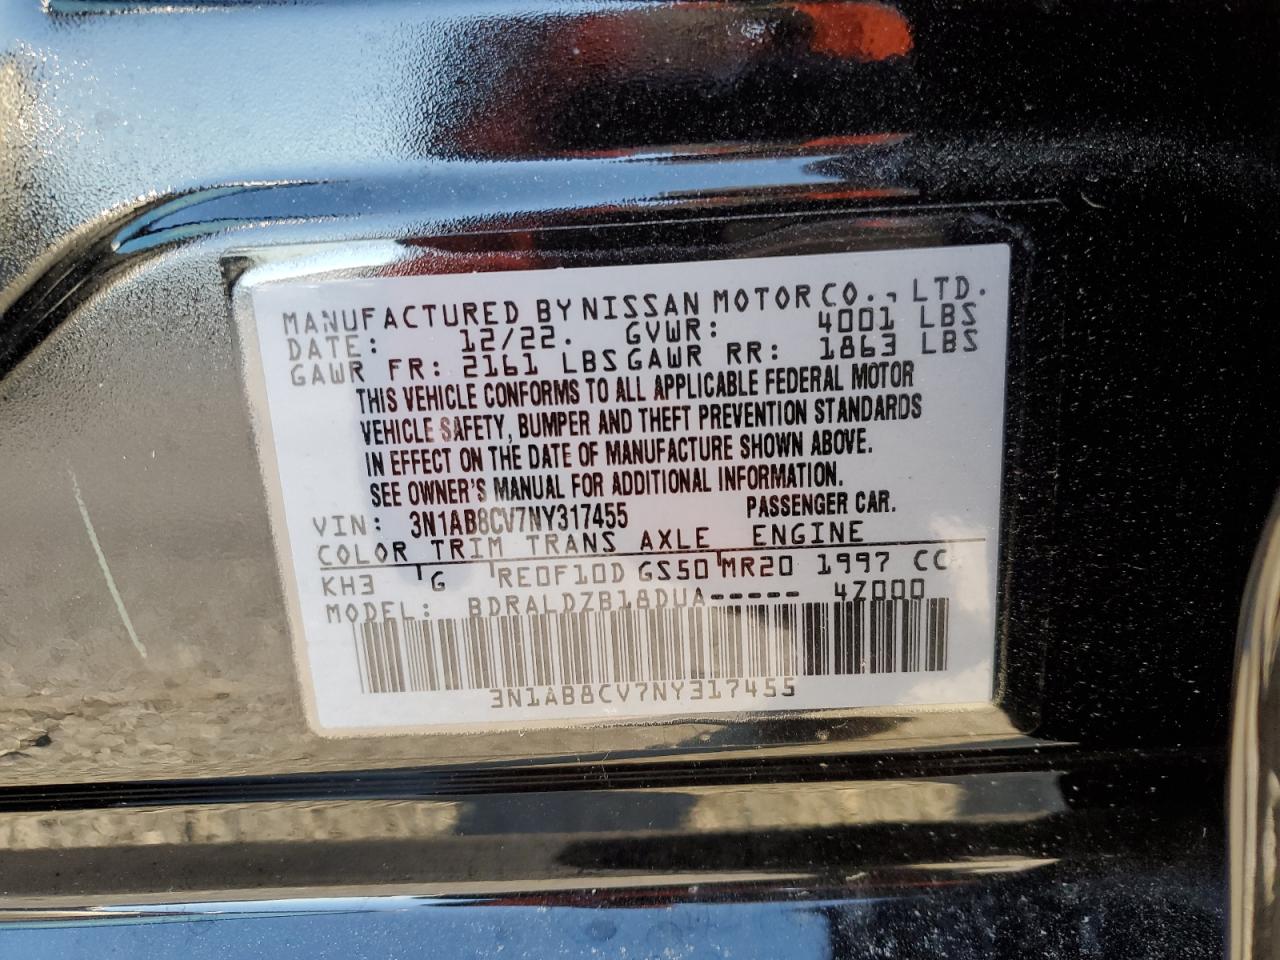 MANUFACTURED BY NISSAN MOTOR CO., LTD.
DATE: 12/22. GVWR: 4001 LBS
GAWR FR: 2161 LBS GAWR RR: 1863 LBS
THIS VEHICLE CONFORMS TO ALL APPLICABLE FEDERAL MOTOR
VEHICLE SAFETY, BUMPER AND THEFT PREVENTION STANDARDS
IN EFFECT ON THE DATE OF MANUFACTURE SHOWN ABOVE.
SEE OWNER'S MANUAL FOR ADDITIONAL INFORMATION.
VIN: 3N1AB8CV7NY317455 PASSENGER CAR.
COLOR TRIM TRANS AXLE ENGINE
KH3 G RE0F10D GS50 MR20 1997 CC
MODEL: BDRALDZB18DUA----- 4Z000
3N1AB8CV7NY317455